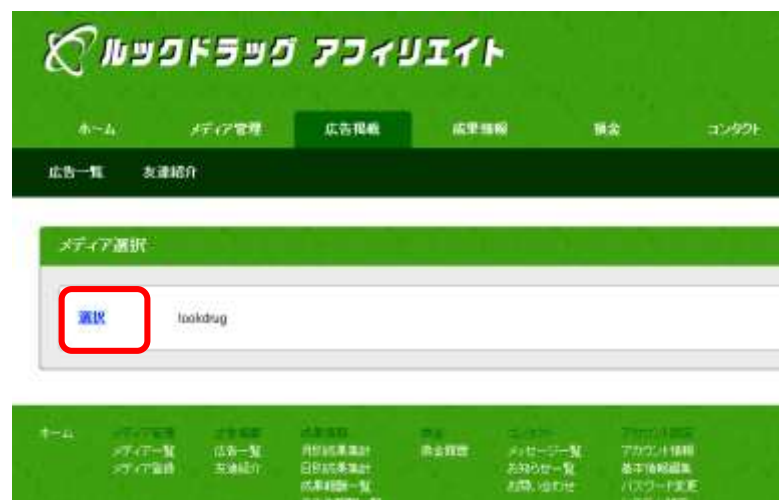 ルックドラッグ アフィリエイト
ホーム メディア管理 広告掲載 成果情報 換金 コンタクト
広告一覧 友達紹介
メディア選択
選択 lookdrug
ホーム メディア管理 広告掲載 成果情報 換金 コンタクト アカウント設定
メディア一覧 広告一覧 月別成果集計 換金履歴 メッセージ一覧 アカウント情報
メディア登録 友達紹介 日別成果集計 お知らせ一覧 基本情報編集
成果報酬一覧 お問い合わせ パスワード変更